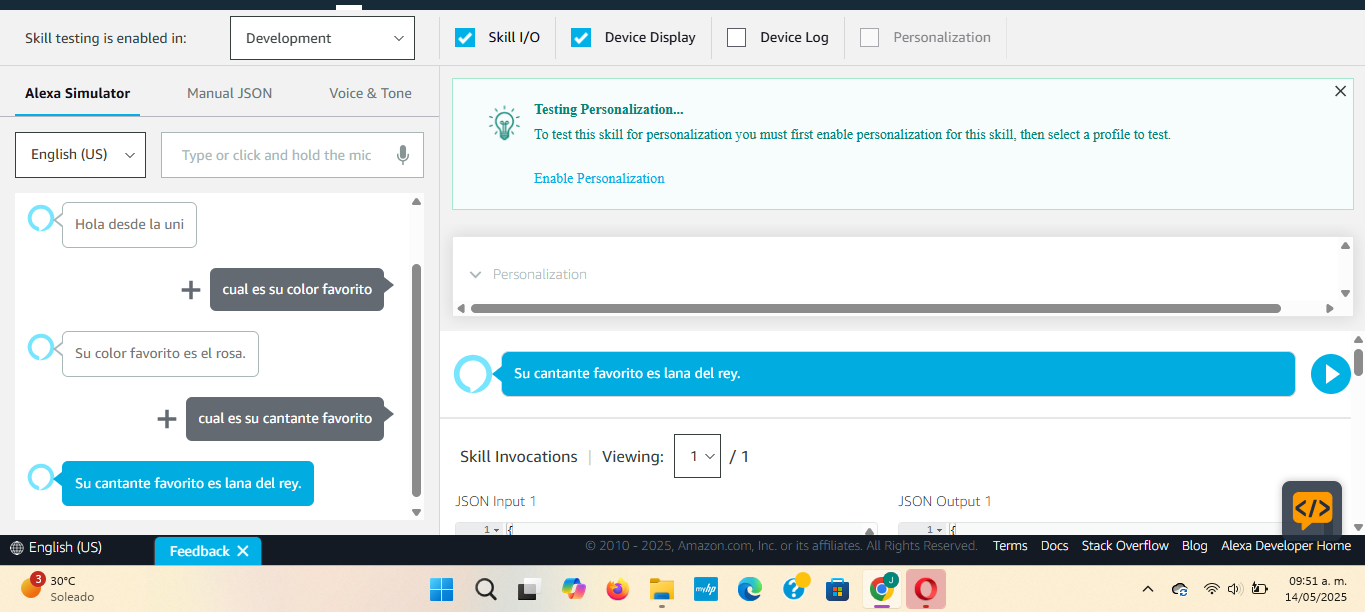 Skill testing is enabled in:
Development
Skill I/O
Device Display
Device Log
Personalization
Alexa Simulator
Manual JSON
Voice & Tone
English (US)
Type or click and hold the mic
Hola desde la uni
cual es su color favorito
Su color favorito es el rosa.
cual es su cantante favorito
Su cantante favorito es lana del rey.
Testing Personalization...
To test this skill for personalization you must first enable personalization for this skill, then select a profile to test.
Enable Personalization
Personalization
Su cantante favorito es lana del rey.
Skill Invocations | Viewing: 1 / 1
JSON Input 1
JSON Output 1
1 {
1 {
</>
English (US)
Feedback
© 2010 - 2025, Amazon.com, Inc. or its affiliates. All Rights Reserved.
Terms
Docs
Stack Overflow
Blog
Alexa Developer Home
3
30°C
Soleado
myhp
J
09:51 a. m.
14/05/2025